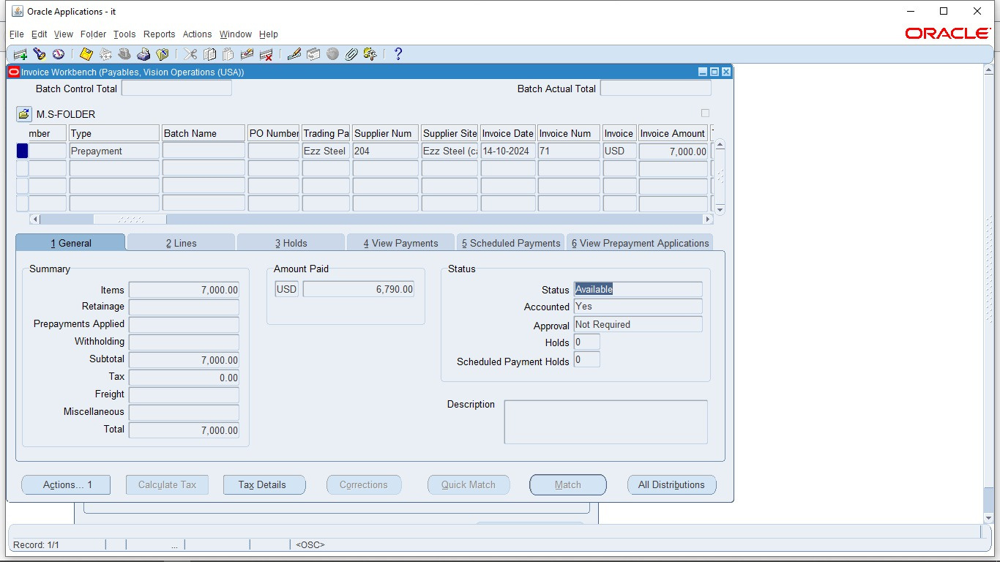 Oracle Applications - it
File Edit View Folder Tools Reports Actions Window Help
ORACLE
Invoice Workbench (Payables, Vision Operations (USA))
Batch Control Total Batch Actual Total
M.S-FOLDER
mber Type Batch Name PO Number Trading Pa Supplier Num Supplier Site Invoice Date Invoice Num Invoice Invoice Amount
Prepayment Ezz Steel 204 Ezz Steel (ca 14-10-2024 71 USD 7,000.00
1 General 2 Lines 3 Holds 4 View Payments 5 Scheduled Payments 6 View Prepayment Applications
Summary Amount Paid Status
Items 7,000.00 USD 6,790.00 Status Available
Retainage Accounted Yes
Prepayments Applied Approval Not Required
Withholding Holds 0
Subtotal 7,000.00 Scheduled Payment Holds 0
Tax 0.00
Freight
Miscellaneous Description
Total 7,000.00
Actions... 1 Calculate Tax Tax Details Corrections Quick Match Match All Distributions
Record: 1/1 ... <OSC>